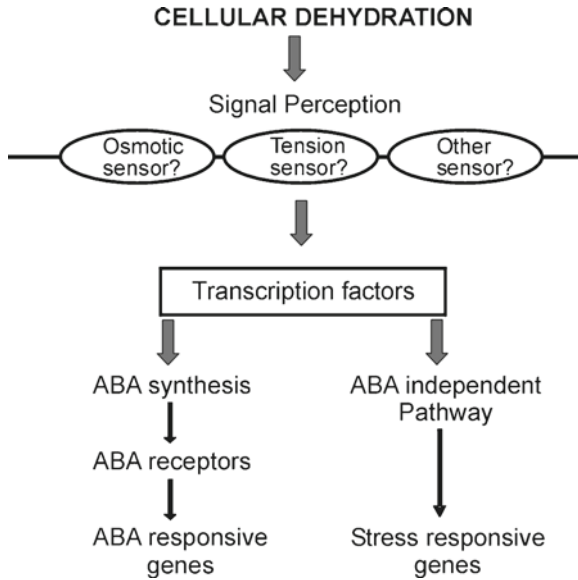 CELLULAR DEHYDRATION
Signal Perception
Osmotic
sensor?
Tension
sensor?
Other
sensor?
Transcription factors
ABA synthesis
ABA receptors
ABA responsive
genes
ABA independent
Pathway
Stress responsive
genes